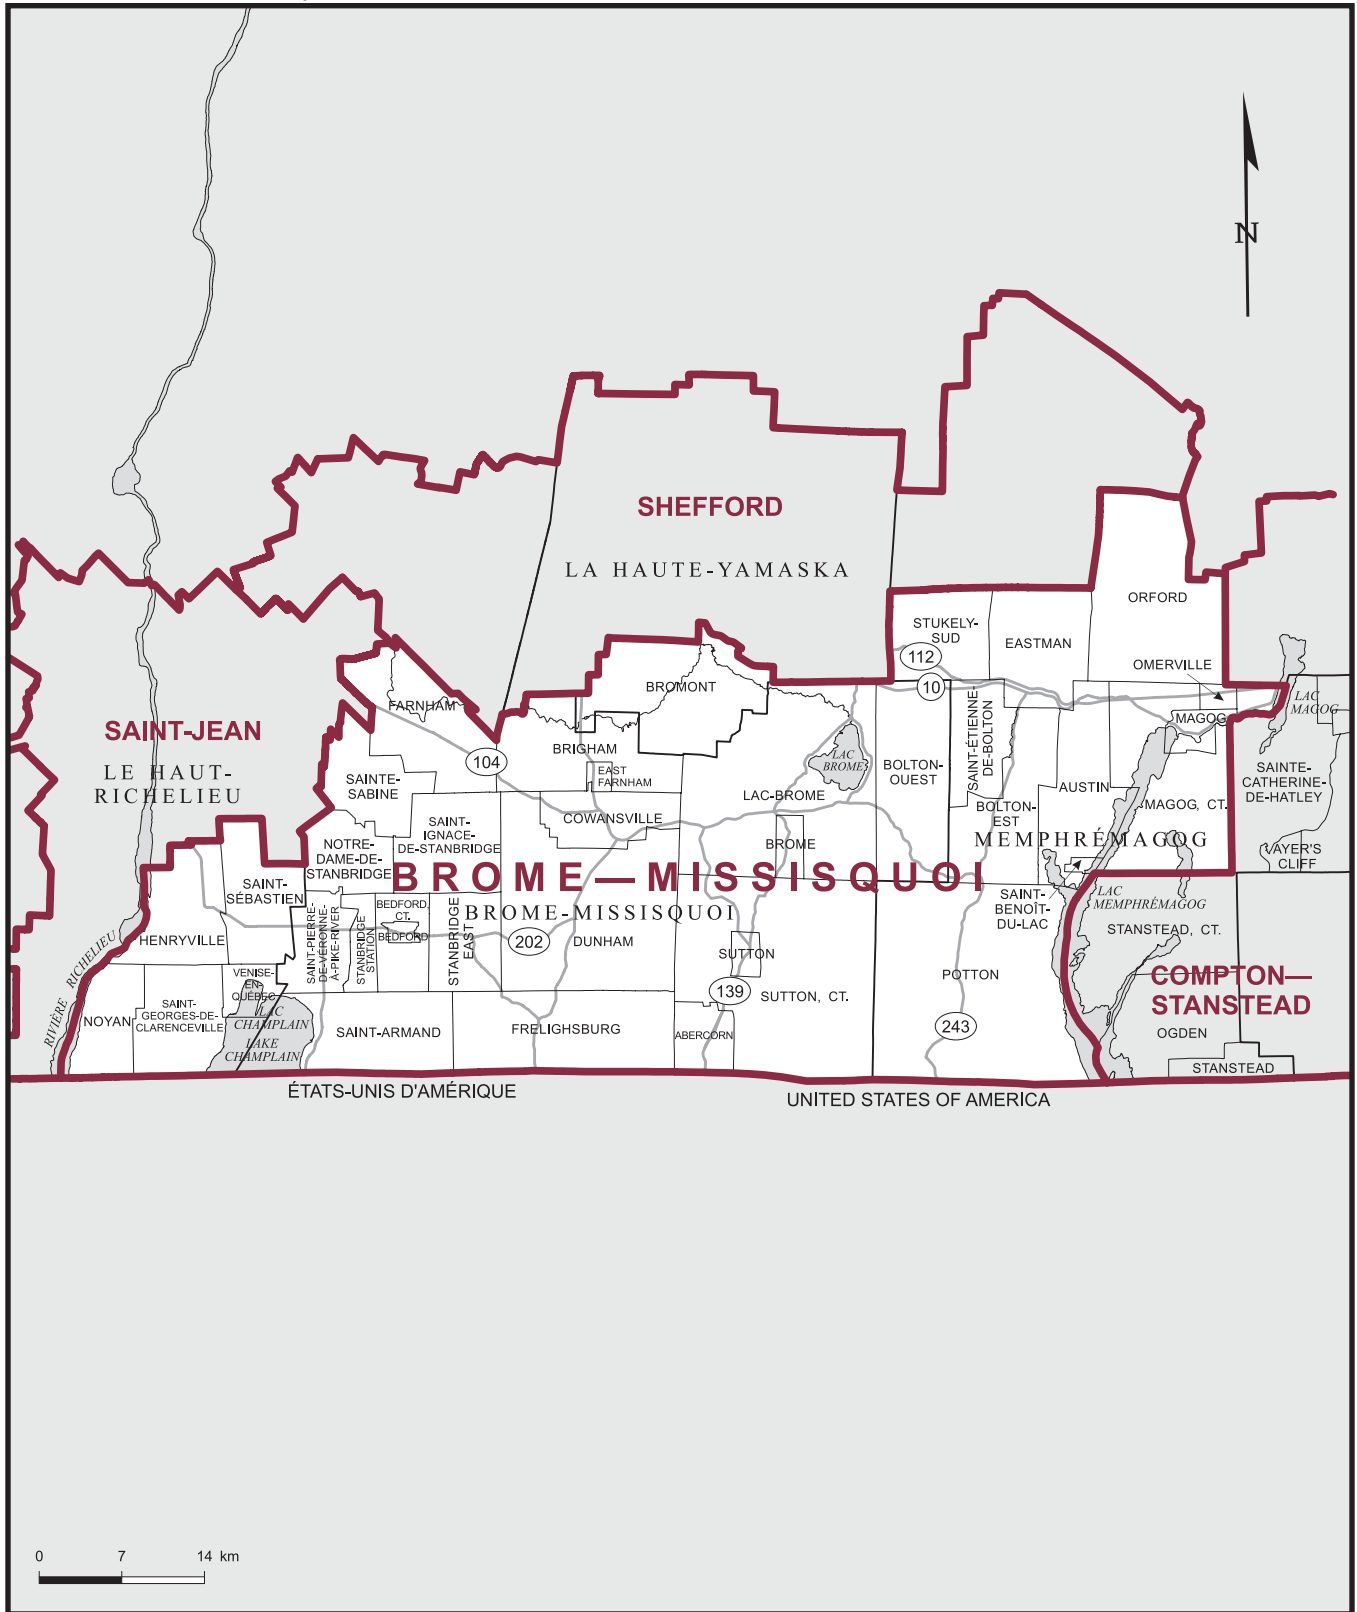 N
SHEFFORD
LA HAUTE-YAMASKA
ORFORD
STUKELY-
SUD
EASTMAN
112
OMERVILLE
10
BROMONT
LAC
MAGOG
FARNHAM
MAGOG
SAINT-JEAN
LE HAUT-
RICHELIEU
BRIGHAM
104
EAST
FARNHAM
LAC
BROME
BOLTON-
OUEST
SAINT-ÉTIENNE-
DE-BOLTON
SAINTE-
SABINE
LAC-BROME
AUSTIN
BOLTON-
EST
MAGOG, CT.
SAINTE-
CATHERINE-
DE-HATLEY
SAINT-
IGNACE-
DE-STANBRIDGE
COWANSVILLE
BROME
MEMPHRÉMAGOG
NOTRE-
DAME-DE-
STANBRIDGE
AYER'S
CLIFF
BROME—MISSISQUOI
SAINT-
SÉBASTIEN
BROME-MISSISQUOI
SAINT-
BENOÎT-
DU-LAC
LAC
MEMPHRÉMAGOG
BEDFORD,
CT.
BEDFORD
SAINT-PIERRE-
DE-VÉRONNE-
À-PIKE-RIVER
STANBRIDGE
STATION
STANBRIDGE
EAST
202
DUNHAM
STANSTEAD, CT.
HENRYVILLE
SUTTON
POTTON
COMPTON—
STANSTEAD
VENISE-
EN-
QUÉBEC
139
SUTTON, CT.
RIVIÈRE RICHELIEU
NOYAN
SAINT-
GEORGES-DE-
CLARENCEVILLE
LAC
CHAMPLAIN
LAKE
CHAMPLAIN
SAINT-ARMAND
FRELIGHSBURG
ABERCORN
243
OGDEN
STANSTEAD
ÉTATS-UNIS D'AMÉRIQUE
UNITED STATES OF AMERICA
0 7 14 km